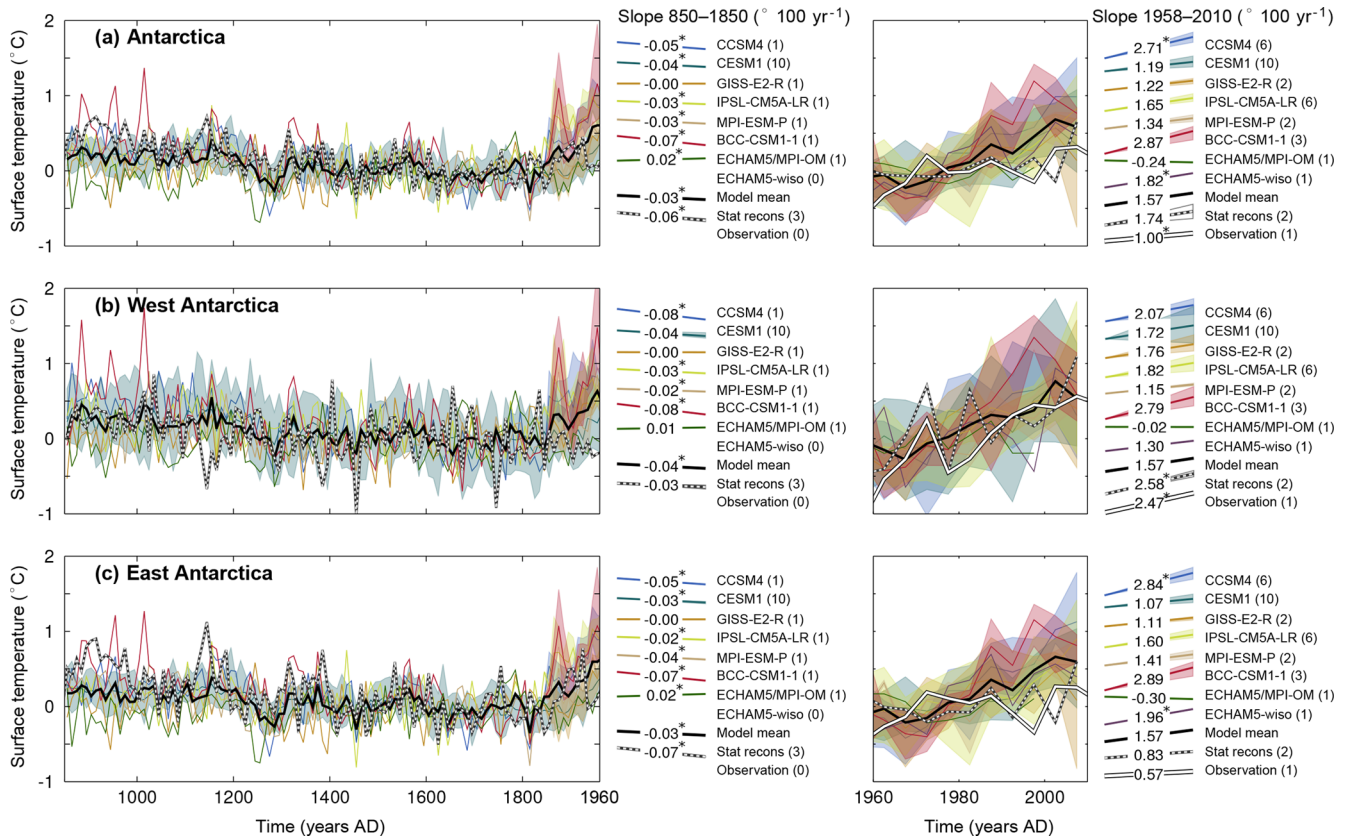 Slope 850–1850 (° 100 yr⁻¹)
Slope 1958–2010 (° 100 yr⁻¹)
Surface temperature (°C)
2
1
0
-1
(a) Antarctica
-0.05* CCSM4 (1)
-0.04* CESM1 (10)
-0.00 GISS-E2-R (1)
-0.03* IPSL-CM5A-LR (1)
-0.03* MPI-ESM-P (1)
-0.07* BCC-CSM1-1 (1)
0.02* ECHAM5/MPI-OM (1)
ECHAM5-wiso (0)
-0.03* Model mean
-0.06* Stat recons (3)
Observation (0)
2.71* CCSM4 (6)
1.19 CESM1 (10)
1.22 GISS-E2-R (2)
1.65 IPSL-CM5A-LR (6)
1.34 MPI-ESM-P (2)
2.87 BCC-CSM1-1 (3)
-0.24 ECHAM5/MPI-OM (1)
1.82* ECHAM5-wiso (1)
1.57 Model mean
1.74 Stat recons (2)
1.00* Observation (1)
Surface temperature (°C)
2
1
0
-1
(b) West Antarctica
-0.08* CCSM4 (1)
-0.04 CESM1 (10)
-0.00 GISS-E2-R (1)
-0.03* IPSL-CM5A-LR (1)
-0.02* MPI-ESM-P (1)
-0.08* BCC-CSM1-1 (1)
0.01 ECHAM5/MPI-OM (1)
ECHAM5-wiso (0)
-0.04* Model mean
-0.03 Stat recons (3)
Observation (0)
2.07 CCSM4 (6)
1.72 CESM1 (10)
1.76 GISS-E2-R (2)
1.82 IPSL-CM5A-LR (6)
1.15 MPI-ESM-P (2)
2.79 BCC-CSM1-1 (3)
-0.02 ECHAM5/MPI-OM (1)
1.30 ECHAM5-wiso (1)
1.57 Model mean
2.58* Stat recons (2)
2.47* Observation (1)
Surface temperature (°C)
2
1
0
-1
(c) East Antarctica
-0.05* CCSM4 (1)
-0.03* CESM1 (10)
-0.00 GISS-E2-R (1)
-0.02* IPSL-CM5A-LR (1)
-0.04* MPI-ESM-P (1)
-0.07* BCC-CSM1-1 (1)
0.02* ECHAM5/MPI-OM (1)
ECHAM5-wiso (0)
-0.03* Model mean
-0.07* Stat recons (3)
Observation (0)
2.84* CCSM4 (6)
1.07 CESM1 (10)
1.11 GISS-E2-R (2)
1.60 IPSL-CM5A-LR (6)
1.41 MPI-ESM-P (2)
2.89 BCC-CSM1-1 (3)
-0.30 ECHAM5/MPI-OM (1)
1.96* ECHAM5-wiso (1)
1.57 Model mean
0.83 Stat recons (2)
0.57 Observation (1)
1000 1200 1400 1600 1800 1960
1960 1980 2000
Time (years AD)
Time (years AD)